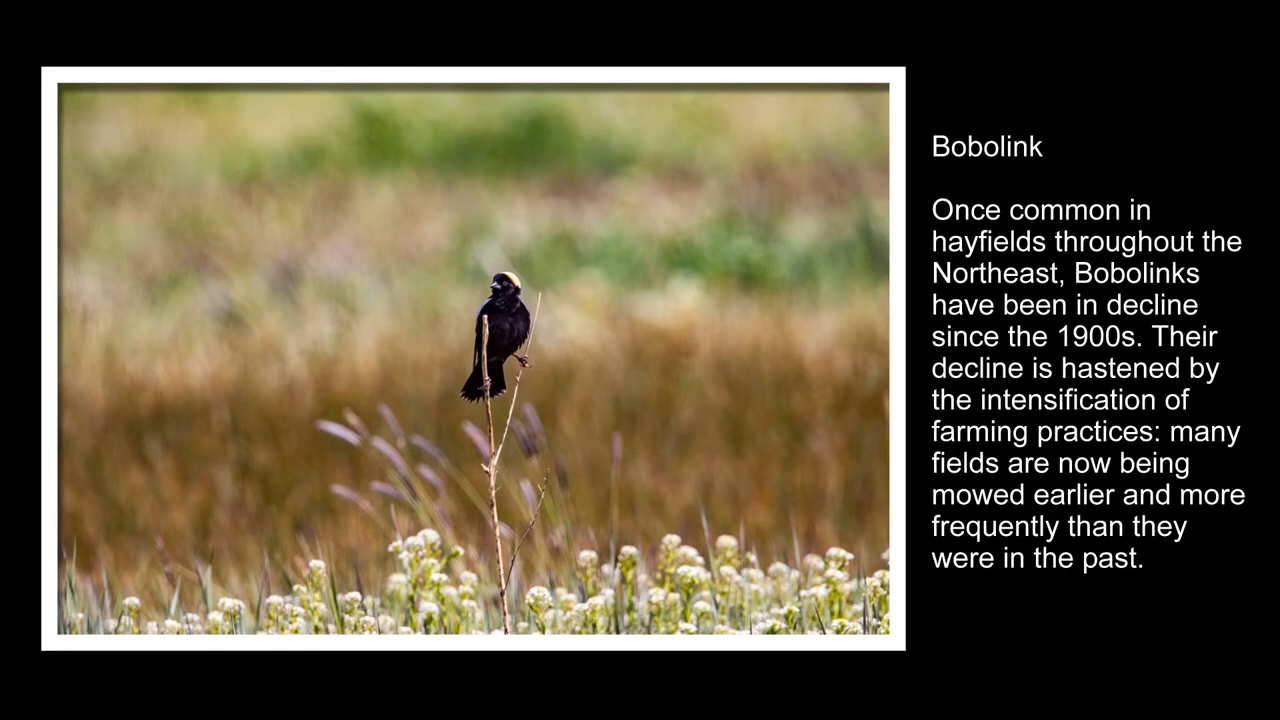 Bobolink
Once common in
hayfields throughout the
Northeast, Bobolinks
have been in decline
since the 1900s. Their
decline is hastened by
the intensification of
farming practices: many
fields are now being
mowed earlier and more
frequently than they
were in the past.